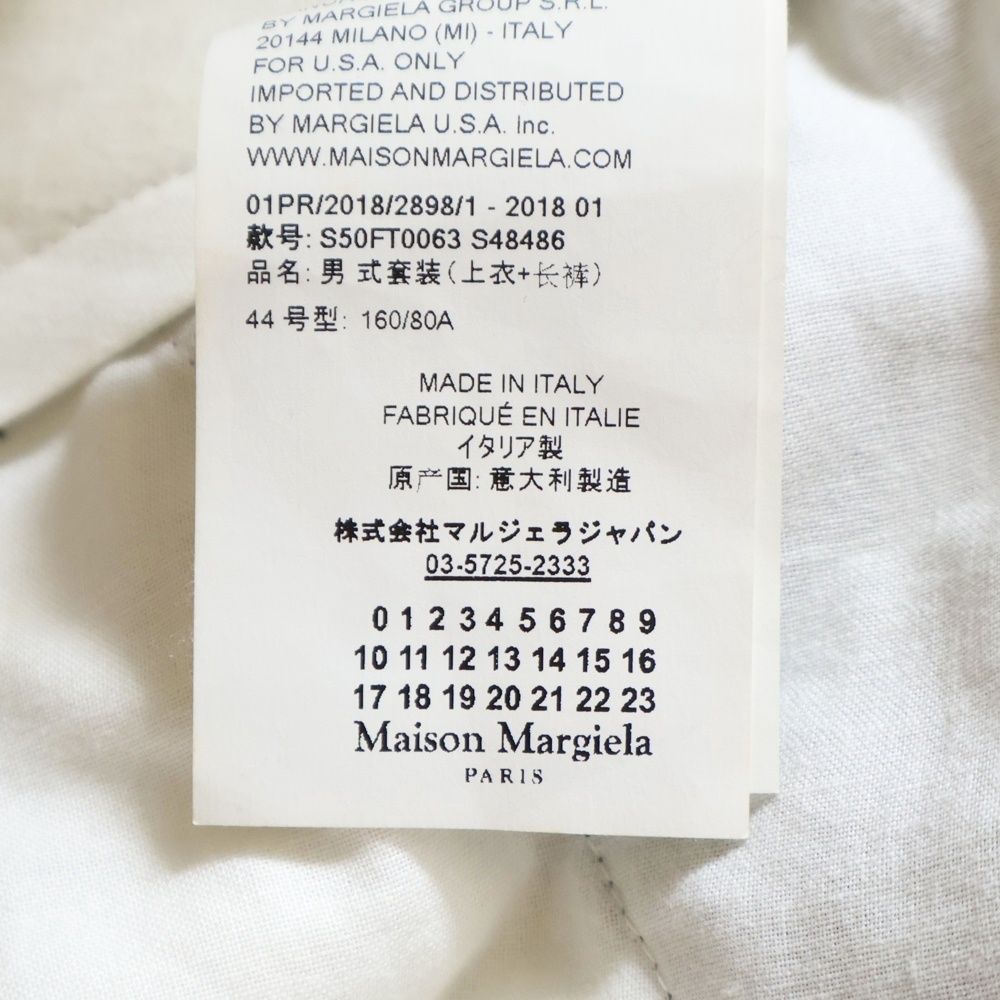 BY MARGIELA GROUP S.R.L.
20144 MILANO (MI) - ITALY
FOR U.S.A. ONLY
IMPORTED AND DISTRIBUTED
BY MARGIELA U.S.A. Inc.
WWW.MAISONMARGIELA.COM
01PR/2018/2898/1 - 2018 01
款号: S50FT0063 S48486
品名: 男 式套装(上衣+长裤)
44 号型: 160/80A
MADE IN ITALY
FABRIQUÉ EN ITALIE
イタリア製
原产国: 意大利製造
株式会社マルジェラジャパン
03-5725-2333
0 1 2 3 4 5 6 7 8 9
10 11 12 13 14 15 16
17 18 19 20 21 22 23
Maison Margiela
PARIS